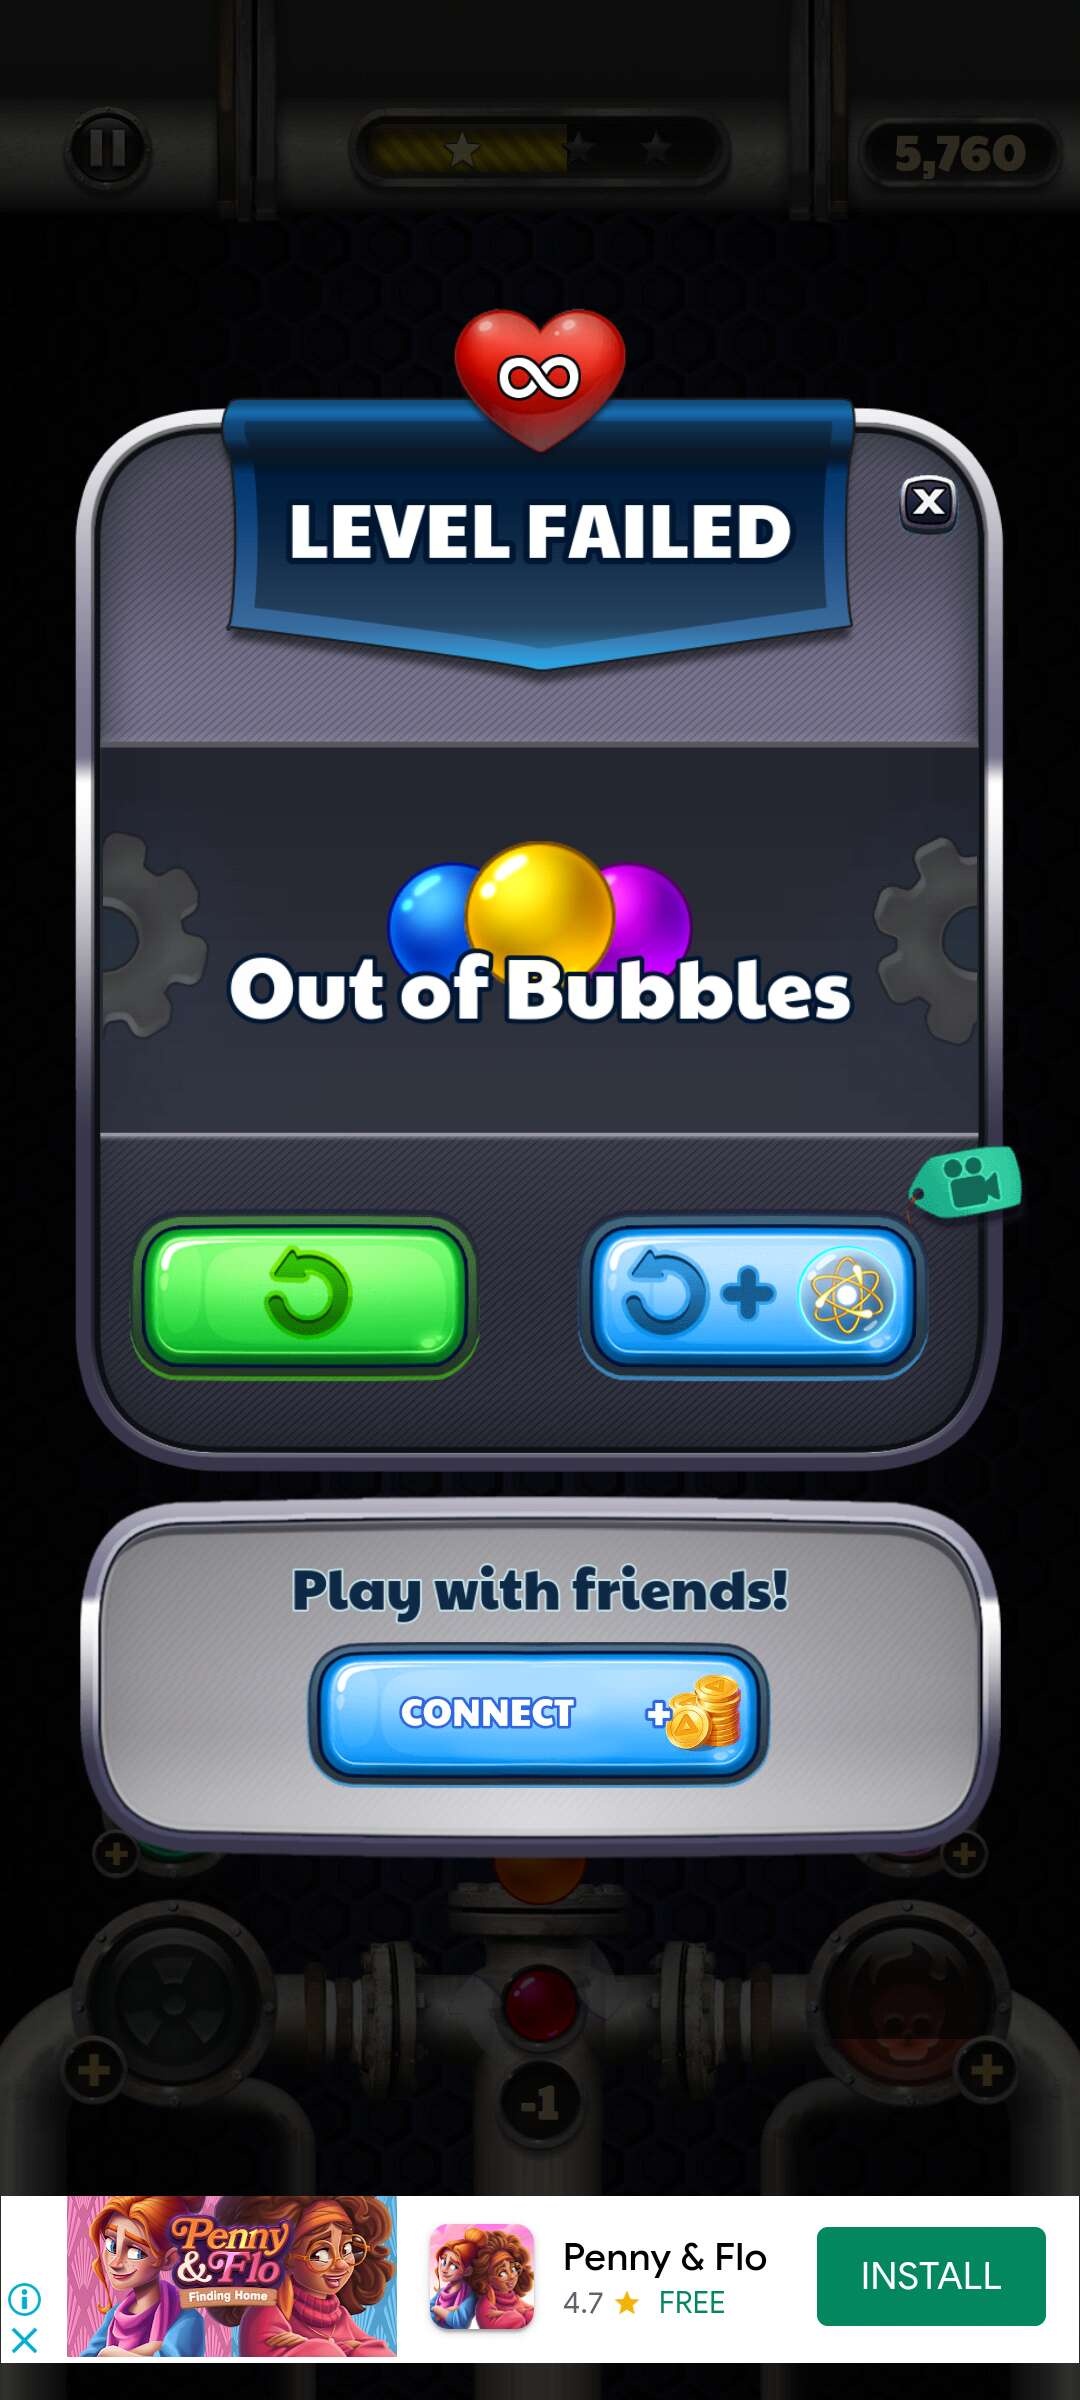 5,760
LEVEL FAILED
X
Out of Bubbles
Play with friends!
CONNECT +
-1
Penny
& Flo
Finding Home
Penny & Flo
4.7 ★ FREE
INSTALL